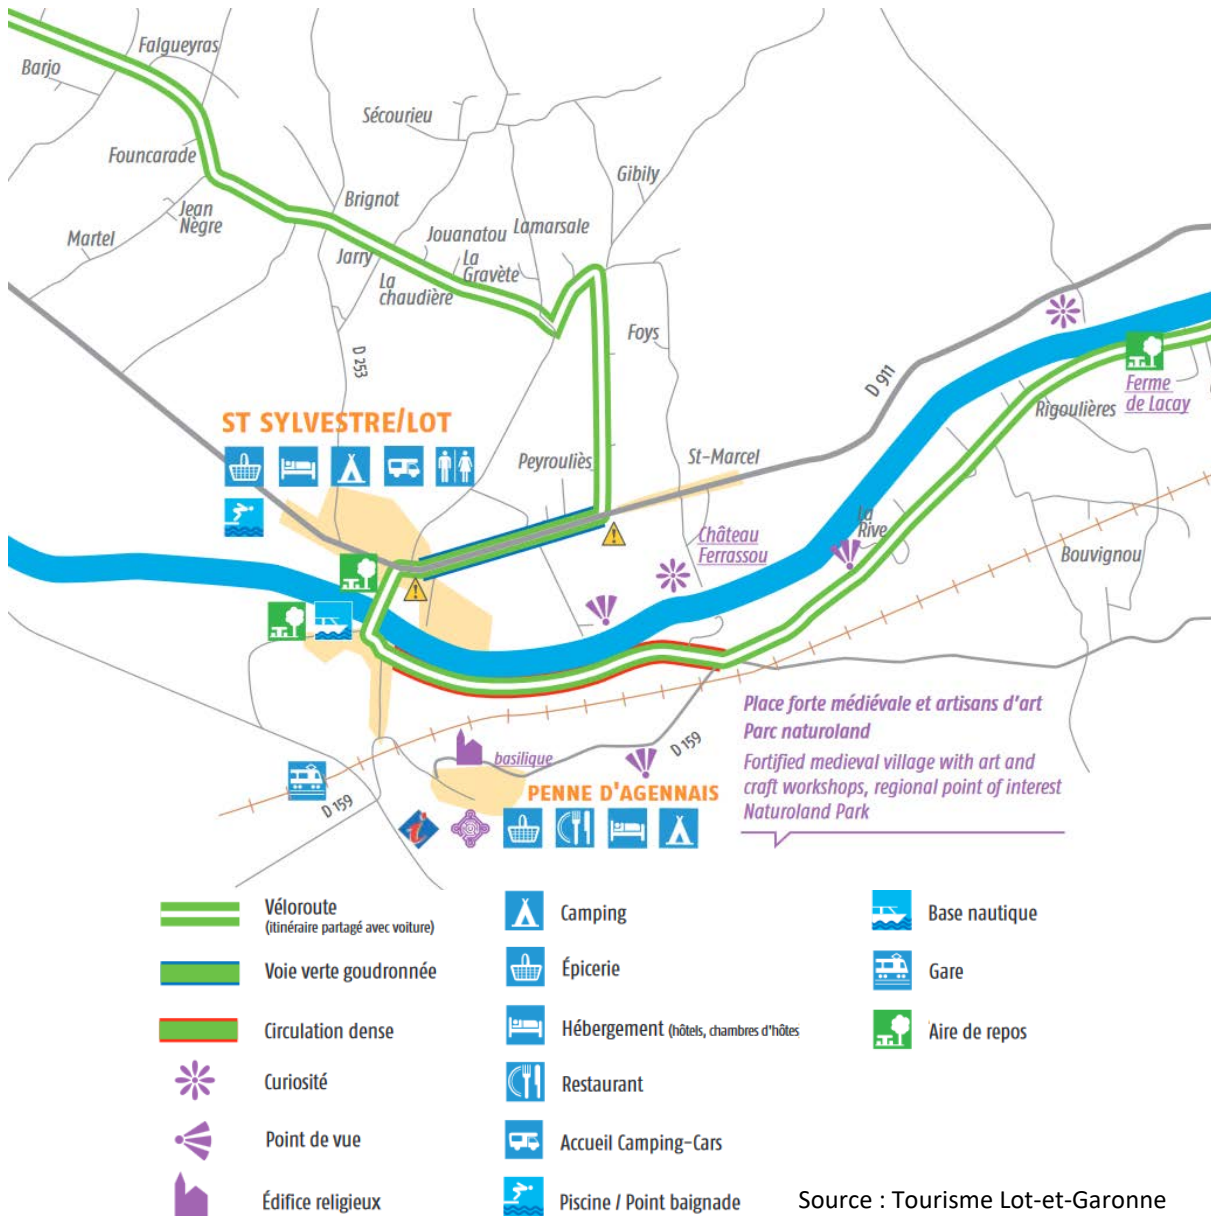 Falgueyras
Barjo
Sécourieu
Founcarade
Gibily
Brignot
Jean
Nègre
Martel
Jouanatou
Lamarsale
Jarry
La
Gravète
La
chaudière
Foys
D 253
D 911
Ferme
de Lacay
Rigoulières
ST SYLVESTRE/LOT
Peyrouliès
St-Marcel
La
Rive
Château
Ferrassou
Bouvignou
Place forte médiévale et artisans d'art
Parc naturoland
Fortified medieval village with art and
craft workshops, regional point of interest
Naturoland Park
basilique
D 159
PENNE D'AGENNAIS
D 159
i
Véloroute
(itinéraire partagé avec voiture)
Voie verte goudronnée
Circulation dense
Curiosité
Point de vue
Édifice religieux
Camping
Épicerie
Hébergement (hôtels, chambres d'hôtes
Restaurant
Accueil Camping-Cars
Piscine / Point baignade
Base nautique
Gare
Aire de repos
Source : Tourisme Lot-et-Garonne